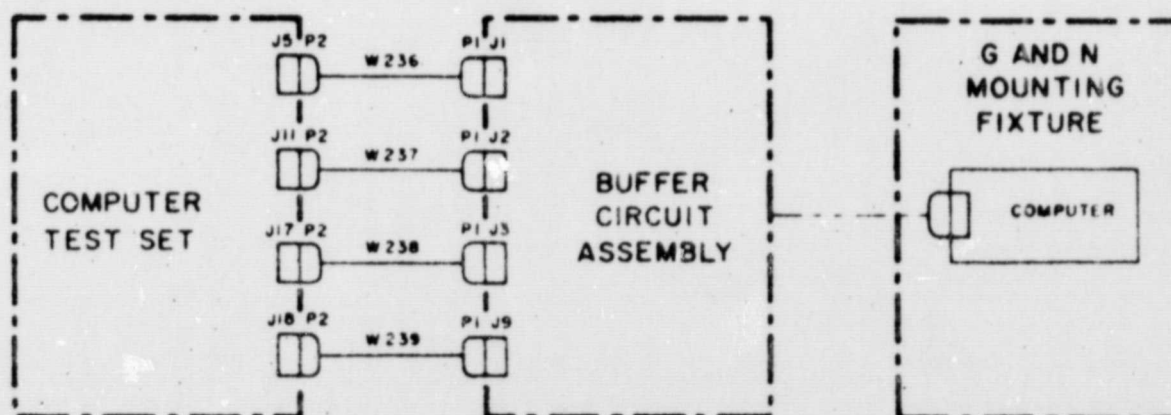 COMPUTER
TEST SET
J5 P2
W236
P1 J1
J11 P2
W237
P1 J2
J17 P2
W238
P1 J3
J18 P2
W239
P1 J9
BUFFER
CIRCUIT
ASSEMBLY
G AND N
MOUNTING
FIXTURE
COMPUTER